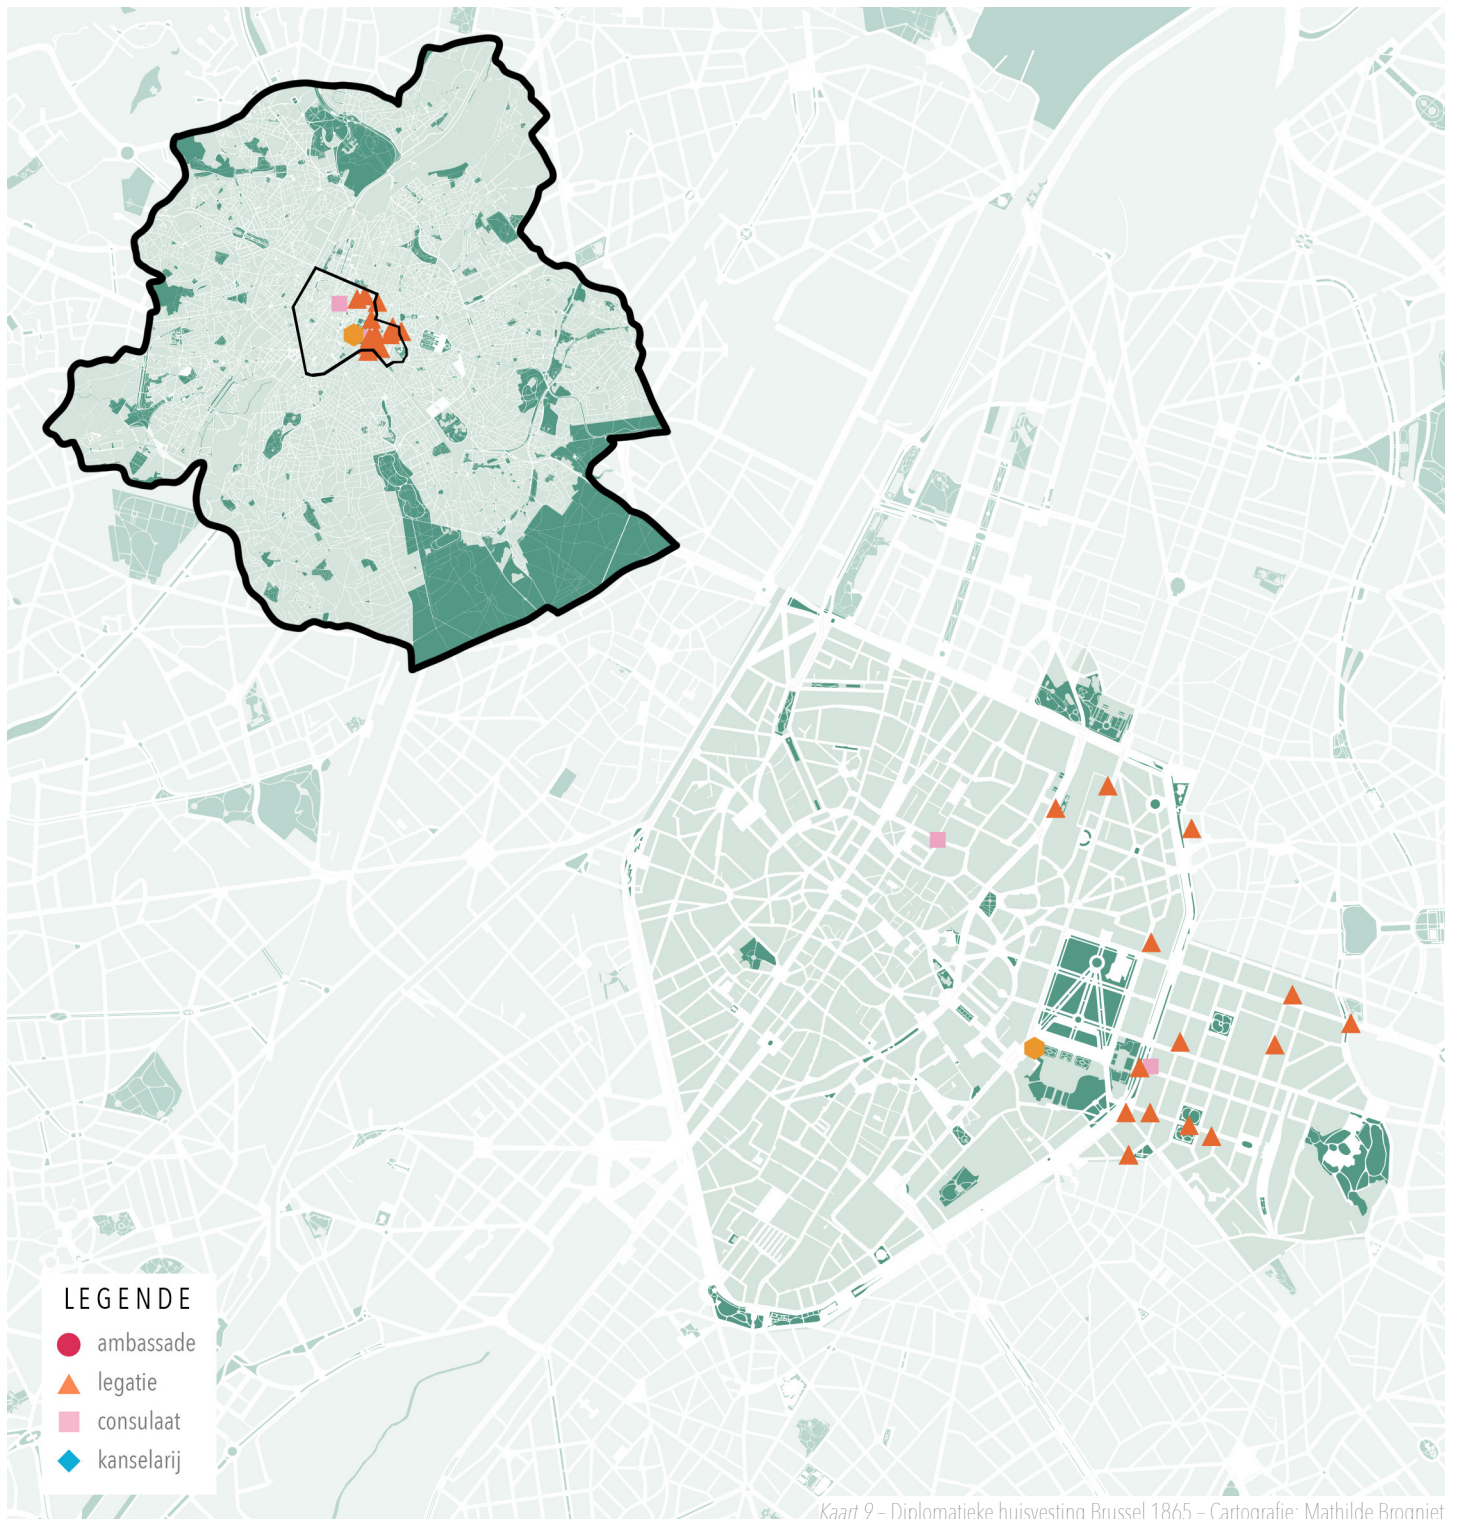 LEGENDE
ambassade
legatie
consulaat
kanselarij
Kaart 9 – Diplomatieke huisvesting Brussel 1865 – Cartografie: Mathilde Brogniet